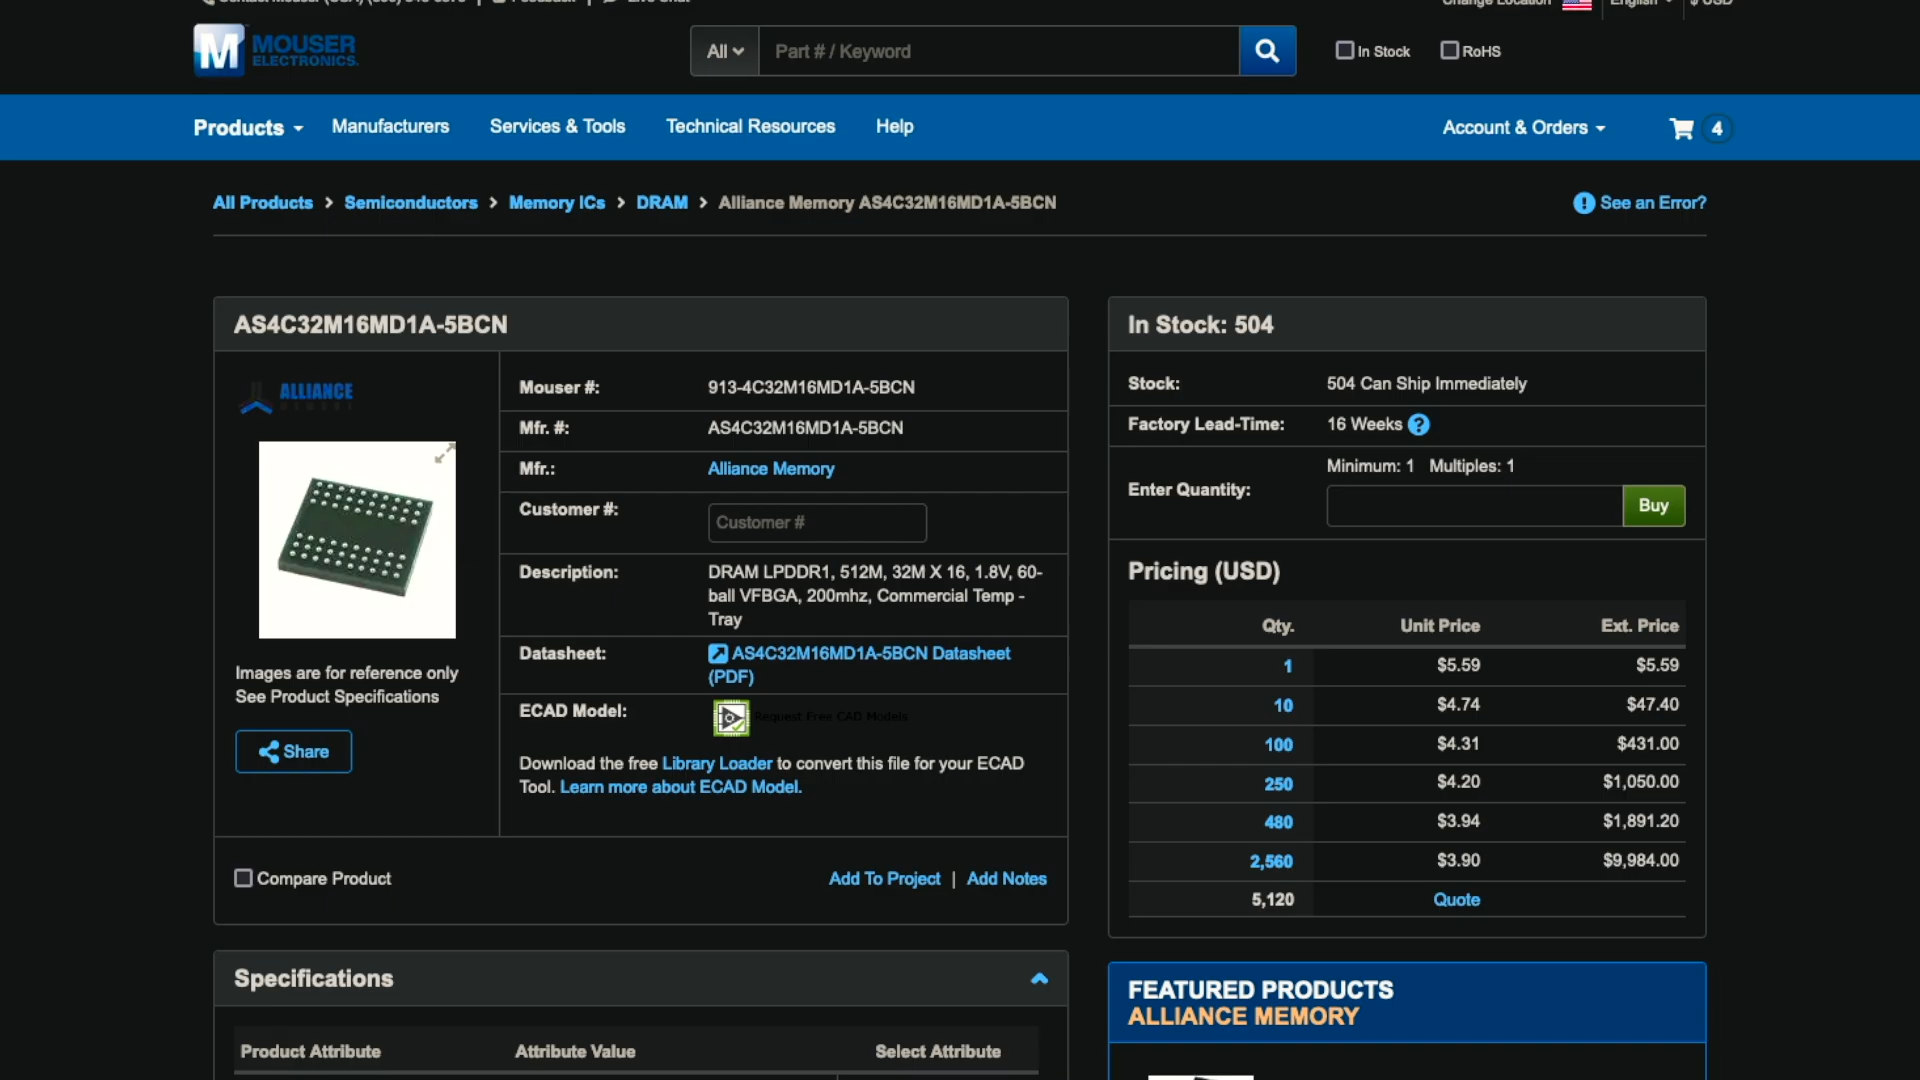 Change Location English $ USD
MOUSER
ELECTRONICS.
All Part # / Keyword In Stock RoHS
Products Manufacturers Services & Tools Technical Resources Help Account & Orders 4
All Products > Semiconductors > Memory ICs > DRAM > Alliance Memory AS4C32M16MD1A-5BCN See an Error?
AS4C32M16MD1A-5BCN
ALLIANCE
MEMORY
Images are for reference only
See Product Specifications
Share
Mouser #: 913-4C32M16MD1A-5BCN
Mfr. #: AS4C32M16MD1A-5BCN
Mfr.: Alliance Memory
Customer #: Customer #
Description: DRAM LPDDR1, 512M, 32M X 16, 1.8V, 60-
ball VFBGA, 200mhz, Commercial Temp -
Tray
Datasheet: AS4C32M16MD1A-5BCN Datasheet
(PDF)
ECAD Model: Request Free CAD Models
Download the free Library Loader to convert this file for your ECAD
Tool. Learn more about ECAD Model.
Compare Product Add To Project | Add Notes
In Stock: 504
Stock: 504 Can Ship Immediately
Factory Lead-Time: 16 Weeks ?
Minimum: 1 Multiples: 1
Enter Quantity: Buy
Pricing (USD)
Qty. Unit Price Ext. Price
1 $5.59 $5.59
10 $4.74 $47.40
100 $4.31 $431.00
250 $4.20 $1,050.00
480 $3.94 $1,891.20
2,560 $3.90 $9,984.00
5,120 Quote
Specifications
Product Attribute Attribute Value Select Attribute
FEATURED PRODUCTS
ALLIANCE MEMORY